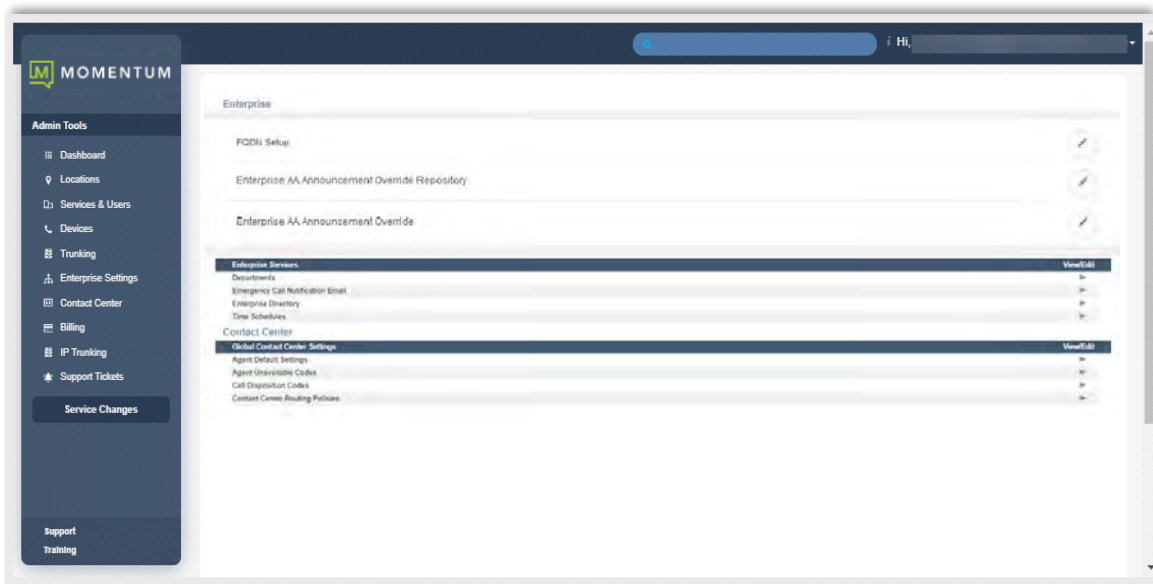 Hi,
M MOMENTUM
Admin Tools
Dashboard
Locations
Services & Users
Devices
Trunking
Enterprise Settings
Contact Center
Billing
IP Trunking
Support Tickets
Service Changes
Support
Training
Enterprise
FQDN Setup
Enterprise AA Announcement Override Repository
Enterprise AA Announcement Override
Enterprise Services View/Edit
Departments
Emergency Call Notification Email
Enterprise Directory
Time Schedules
Contact Center
Global Contact Center Settings View/Edit
Agent Default Settings
Agent Unavailable Codes
Call Disposition Codes
Contact Center Routing Policies